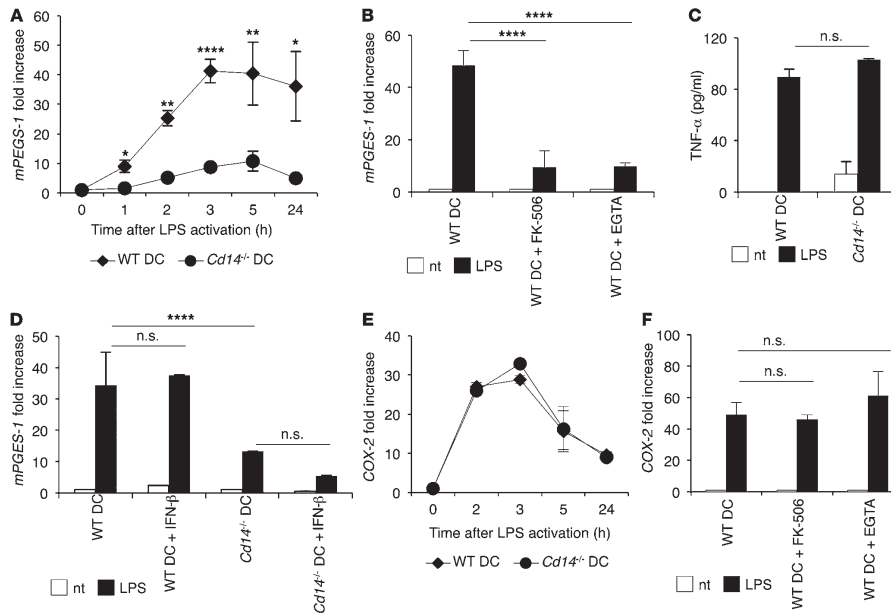 A
mPEGS-1 fold increase
60
50
40
30
20
10
0
*
**
****
**
*
0 1 2 3 5 24
Time after LPS activation (h)
WT DC Cd14-/- DC
B
mPGES-1 fold increase
60
40
20
0
****
****
WT DC
WT DC + FK-506
WT DC + EGTA
nt LPS
C
TNF-α (pg/ml)
120
80
40
0
n.s.
WT DC
Cd14-/- DC
nt LPS
D
mPGES-1 fold increase
50
40
30
20
10
0
****
n.s.
n.s.
WT DC
WT DC + IFN-β
Cd14-/- DC
Cd14-/- DC + IFN-β
nt LPS
E
COX-2 fold increase
40
30
20
10
0
0 2 3 5 24
Time after LPS activation (h)
WT DC Cd14-/- DC
F
COX-2 fold increase
100
80
60
40
20
0
n.s.
n.s.
WT DC
WT DC + FK-506
WT DC + EGTA
nt LPS